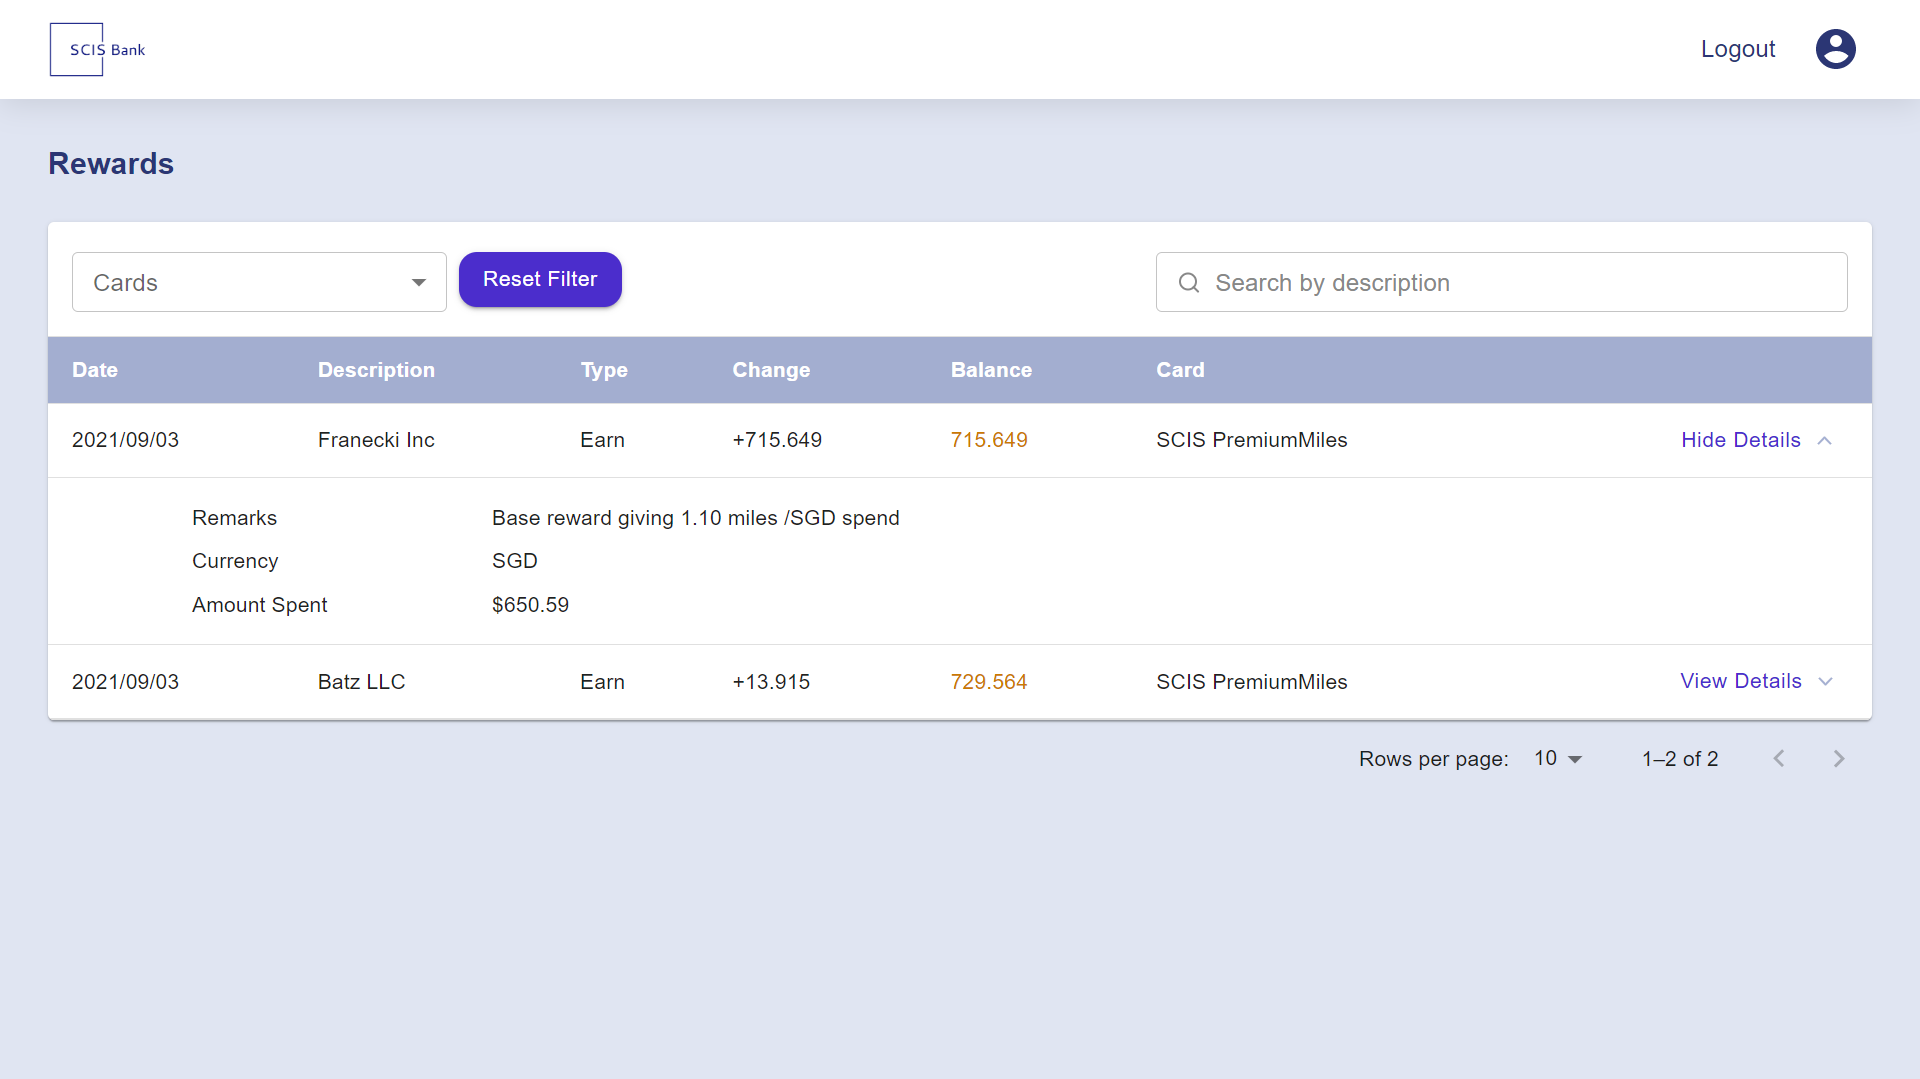 SCIS Bank
Logout
Rewards
Cards
Reset Filter
Search by description
Date Description Type Change Balance Card
2021/09/03 Franecki Inc Earn +715.649 715.649 SCIS PremiumMiles Hide Details
Remarks Base reward giving 1.10 miles /SGD spend
Currency SGD
Amount Spent $650.59
2021/09/03 Batz LLC Earn +13.915 729.564 SCIS PremiumMiles View Details
Rows per page: 10 1–2 of 2